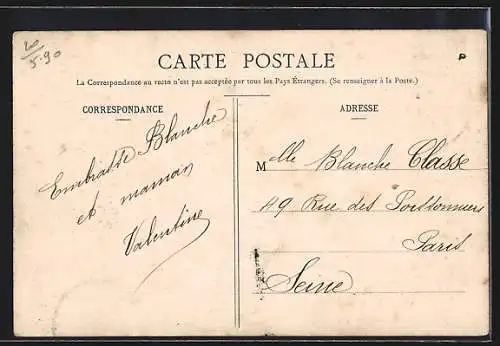 20
5-90
CARTE POSTALE
La Correspondance au recto n'est pas acceptée par tous les Pays Étrangers. (Se renseigner à la Poste.)
CORRESPONDANCE
Embrasse Blanche
et maman
Valentine
ADRESSE
Mlle Blanche Classe
49 Rue des Poissonniers
Paris
Seine